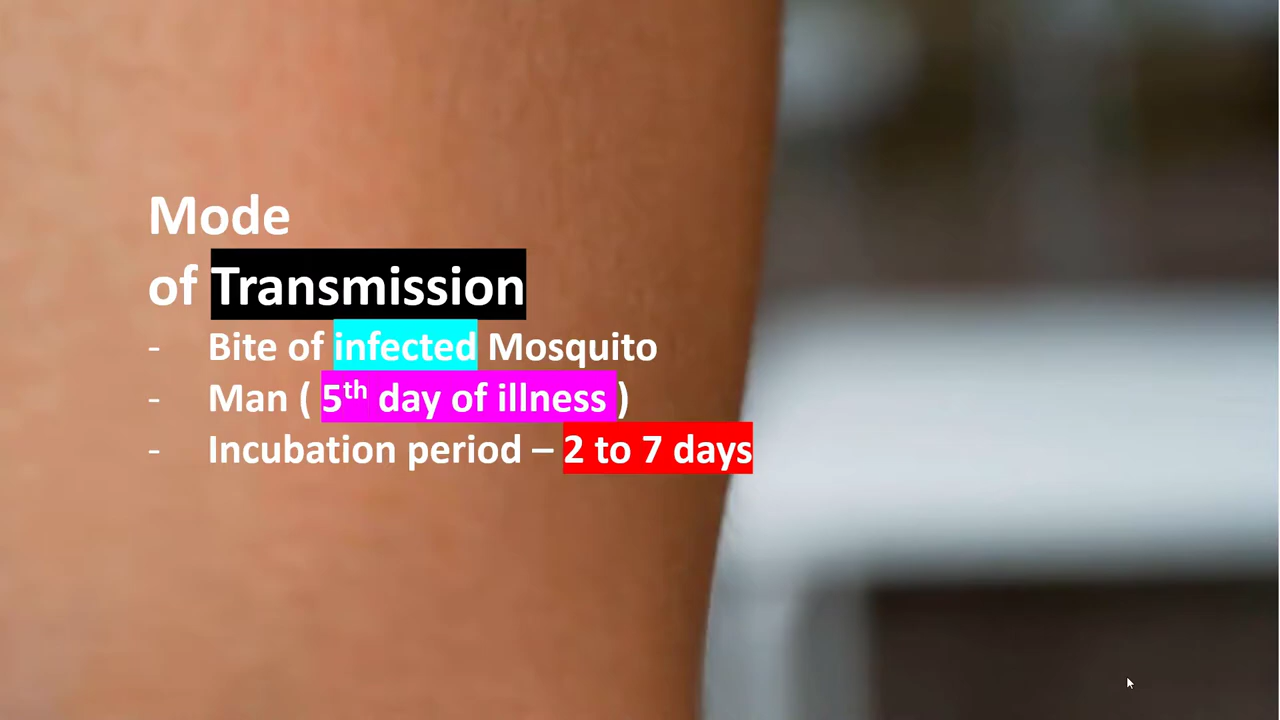 Mode
of Transmission
- Bite of infected Mosquito
- Man ( 5th day of illness )
- Incubation period – 2 to 7 days